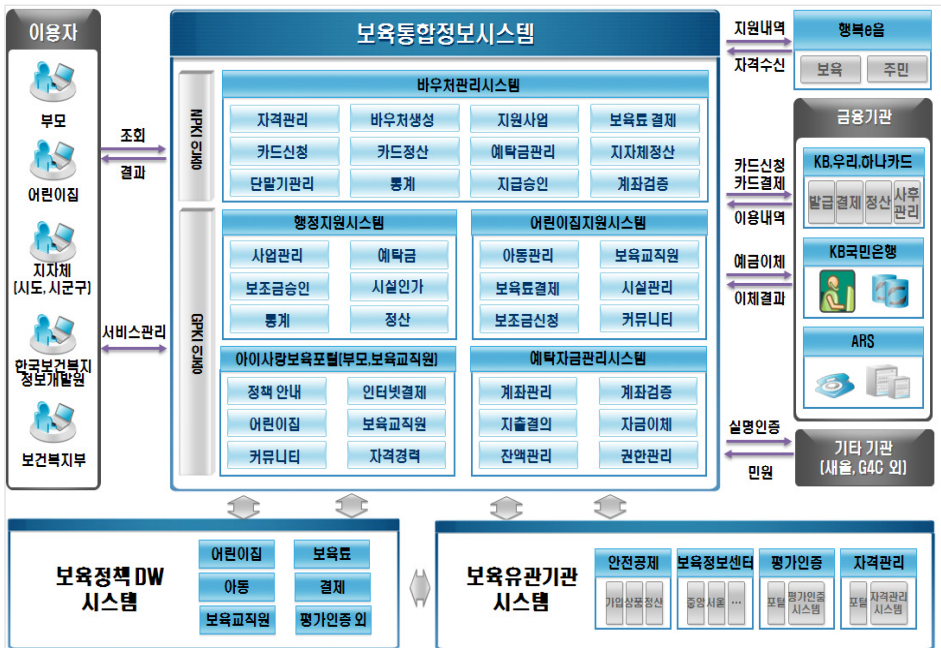 이용자
부모
어린이집
지자체
(시도, 시군구)
한국보건복지
정보개발원
보건복지부
조회
결과
서비스관리
보육통합정보시스템
NPKI 인증
GPKI 인증
바우처관리시스템
자격관리 바우처생성 지원사업 보육료 결제
카드신청 카드정산 예탁금관리 지자체정산
단말기관리 통계 지급승인 계좌검증
행정지원시스템
사업관리 예탁금
보조금승인 시설인가
통계 정산
어린이집지원시스템
아동관리 보육교직원
보육료결제 시설관리
보조금신청 커뮤니티
아이사랑보육포털(부모,보육교직원)
정책 안내 인터넷결제
어린이집 보육교직원
커뮤니티 자격경력
예탁자금관리시스템
계좌관리 계좌검증
지출결의 자금이체
잔액관리 권한관리
지원내역
자격수신
행복e음
보육 주민
금융기관
카드신청
카드결제
이용내역
KB,우리,하나카드
발급 결제 정산 사후
관리
예금이체
이체결과
KB국민은행
ARS
실명인증
민원
기타 기관
(새올, G4C 외)
보육정책 DW
시스템
어린이집 보육료
아동 결제
보육교직원 평가인증 외
보육유관기관
시스템
안전공제
가입 상품 정산
보육정보센터
중앙 서울 ...
평가인증
포털 평가인증
시스템
자격관리
포털 자격관리
시스템